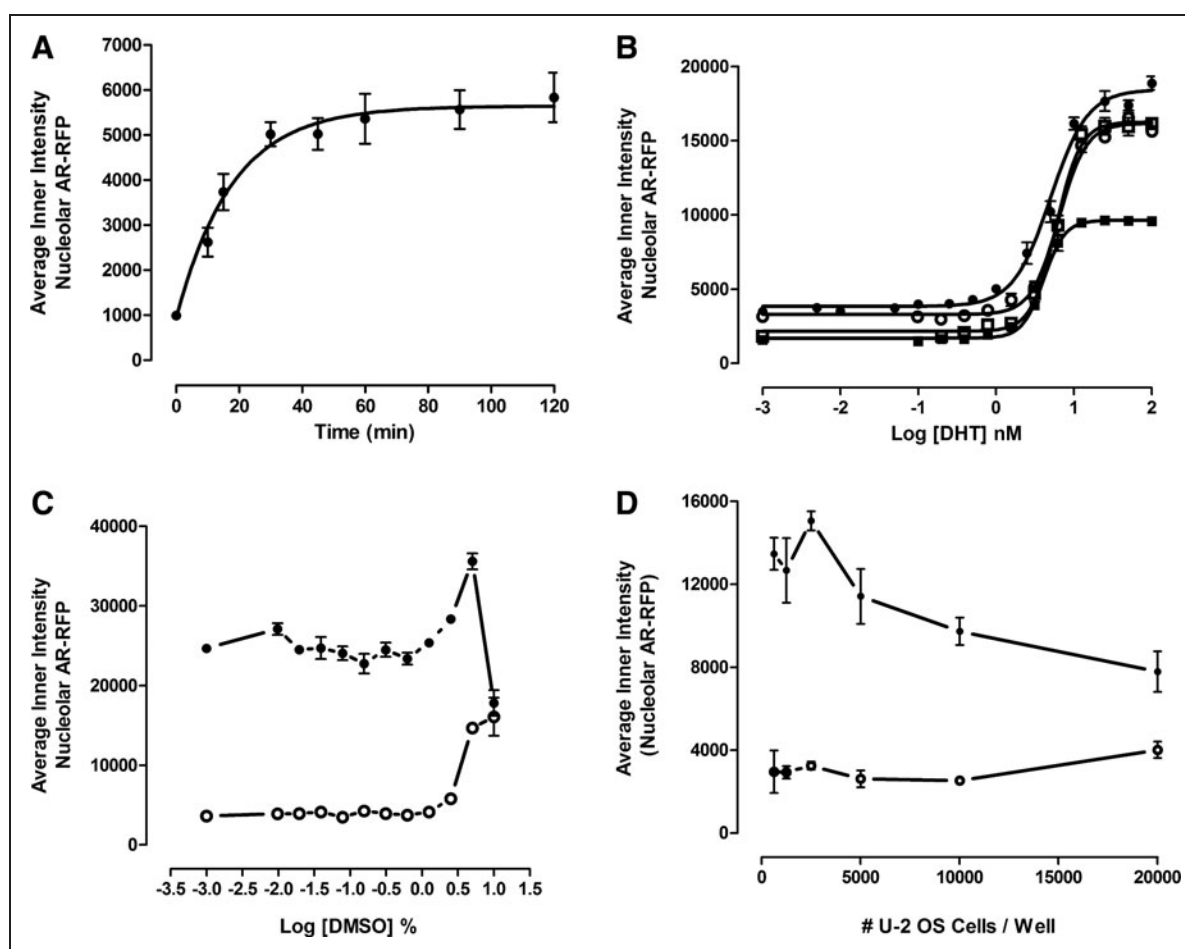 A
Average Inner Intensity
Nucleolar AR-RFP
7000
6000
5000
4000
3000
2000
1000
0
0 20 40 60 80 100 120
Time (min)
B
Average Inner Intensity
Nucleolar AR-RFP
20000
15000
10000
5000
0
-3 -2 -1 0 1 2
Log [DHT] nM
C
Average Inner Intensity
Nucleolar AR-RFP
40000
30000
20000
10000
0
-3.5 -3.0 -2.5 -2.0 -1.5 -1.0 -0.5 0.0 0.5 1.0 1.5
Log [DMSO] %
D
Average Inner Intensity
(Nucleolar AR-RFP)
16000
12000
8000
4000
0
0 5000 10000 15000 20000
# U-2 OS Cells / Well